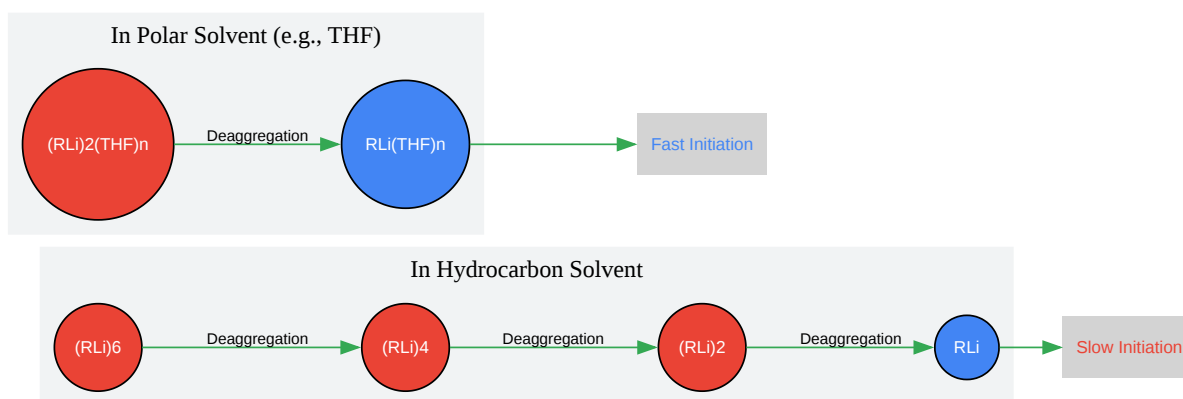 In Polar Solvent (e.g., THF)
(RLi)2(THF)n
Deaggregation
RLi(THF)n
Fast Initiation
In Hydrocarbon Solvent
(RLi)6
Deaggregation
(RLi)4
Deaggregation
(RLi)2
Deaggregation
RLi
Slow Initiation